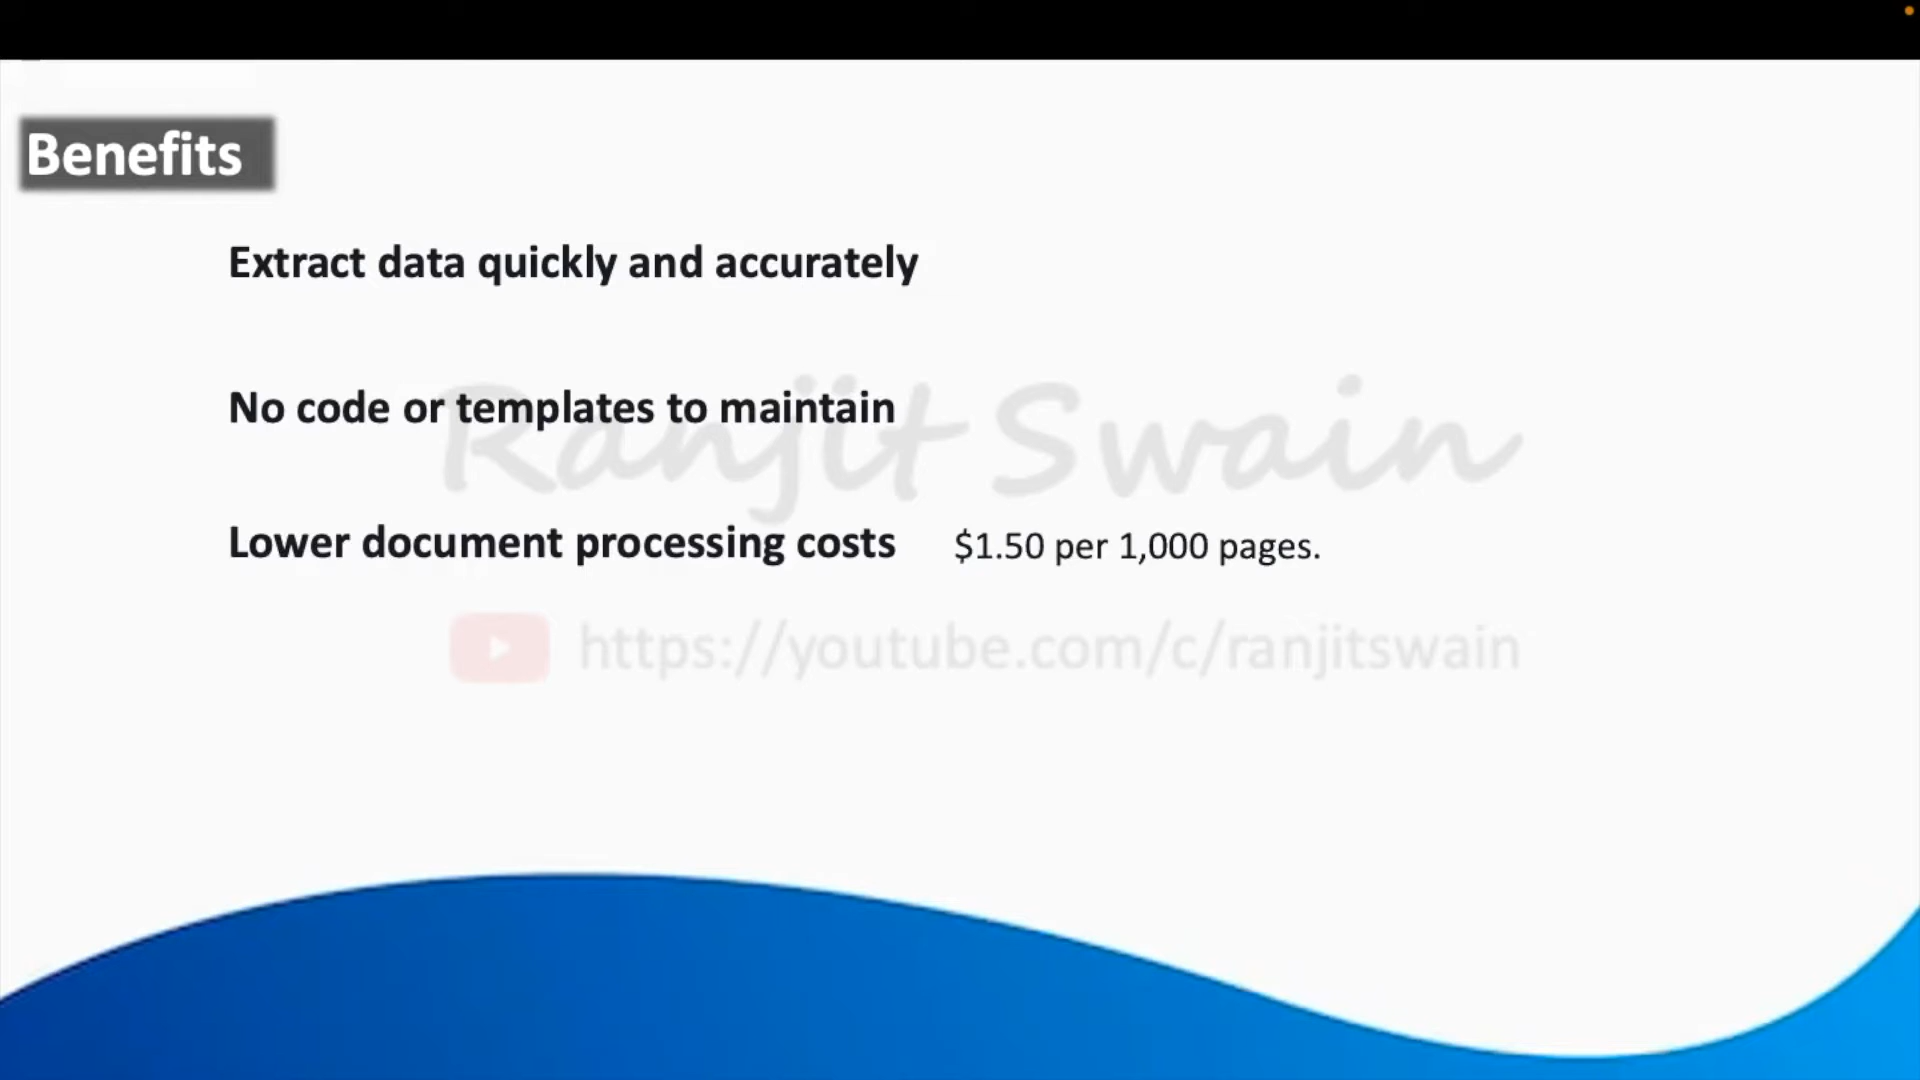 Benefits
Extract data quickly and accurately
No code or templates to maintain
Ranjit Swain
Lower document processing costs $1.50 per 1,000 pages.
https://youtube.com/c/ranjitswain